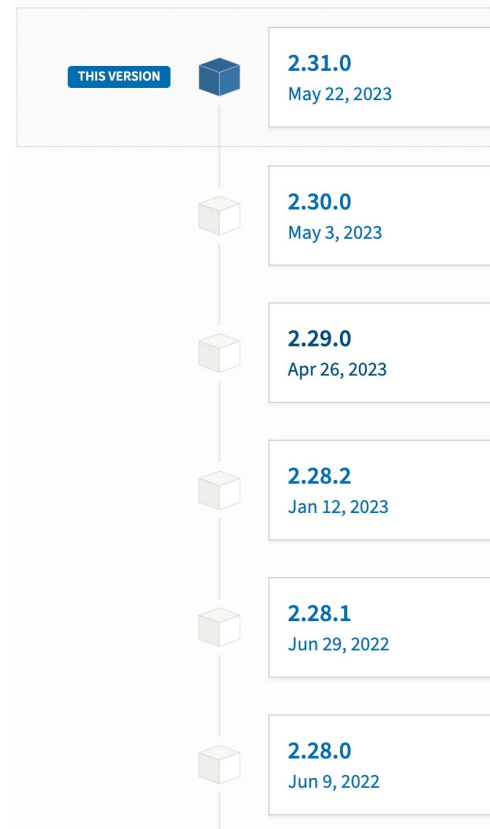 THIS VERSION
2.31.0
May 22, 2023
2.30.0
May 3, 2023
2.29.0
Apr 26, 2023
2.28.2
Jan 12, 2023
2.28.1
Jun 29, 2022
2.28.0
Jun 9, 2022